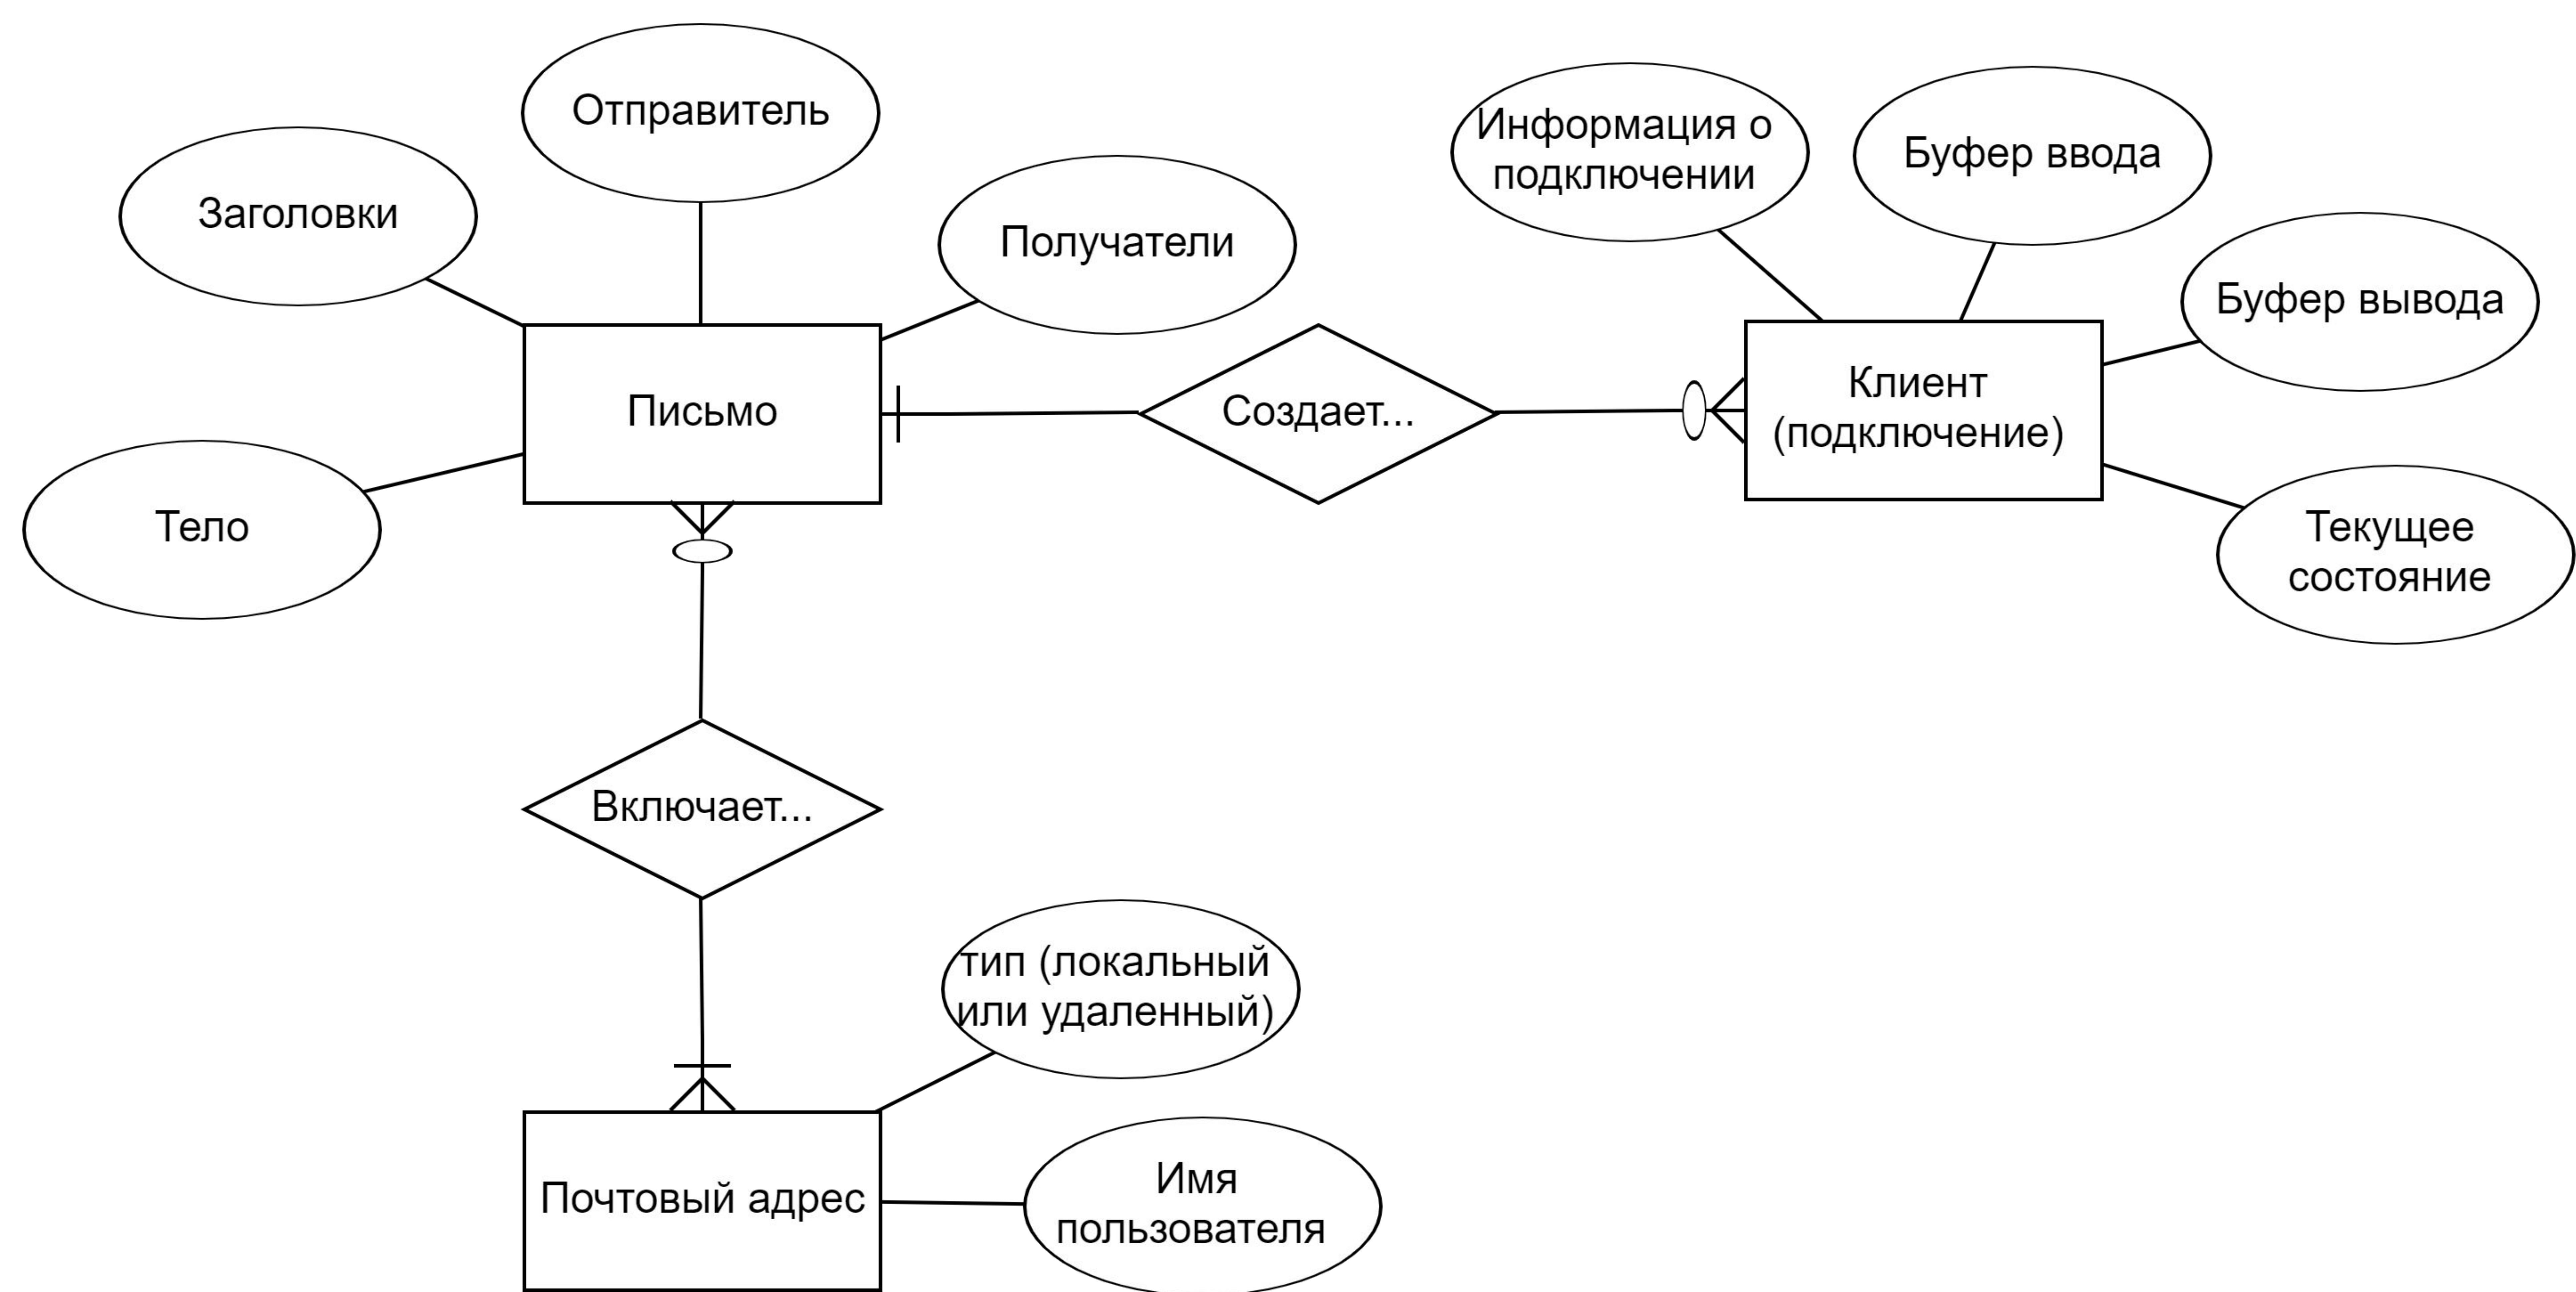 Отправитель
Заголовки
Получатели
Информация о
подключении
Буфер ввода
Буфер вывода
Письмо
Создает...
Клиент
(подключение)
Тело
Текущее
состояние
Включает...
тип (локальный
или удаленный)
Почтовый адрес
Имя
пользователя